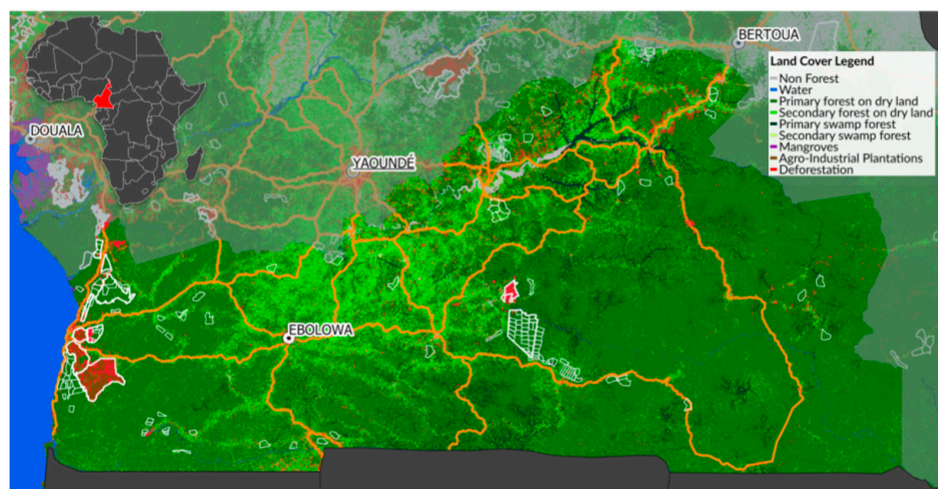 BERTOUA
Land Cover Legend
Non Forest
Water
Primary forest on dry land
Secondary forest on dry land
Primary swamp forest
Secondary swamp forest
Mangroves
Agro-Industrial Plantations
Deforestation
DOUALA
YAOUNDÉ
EBOLOWA